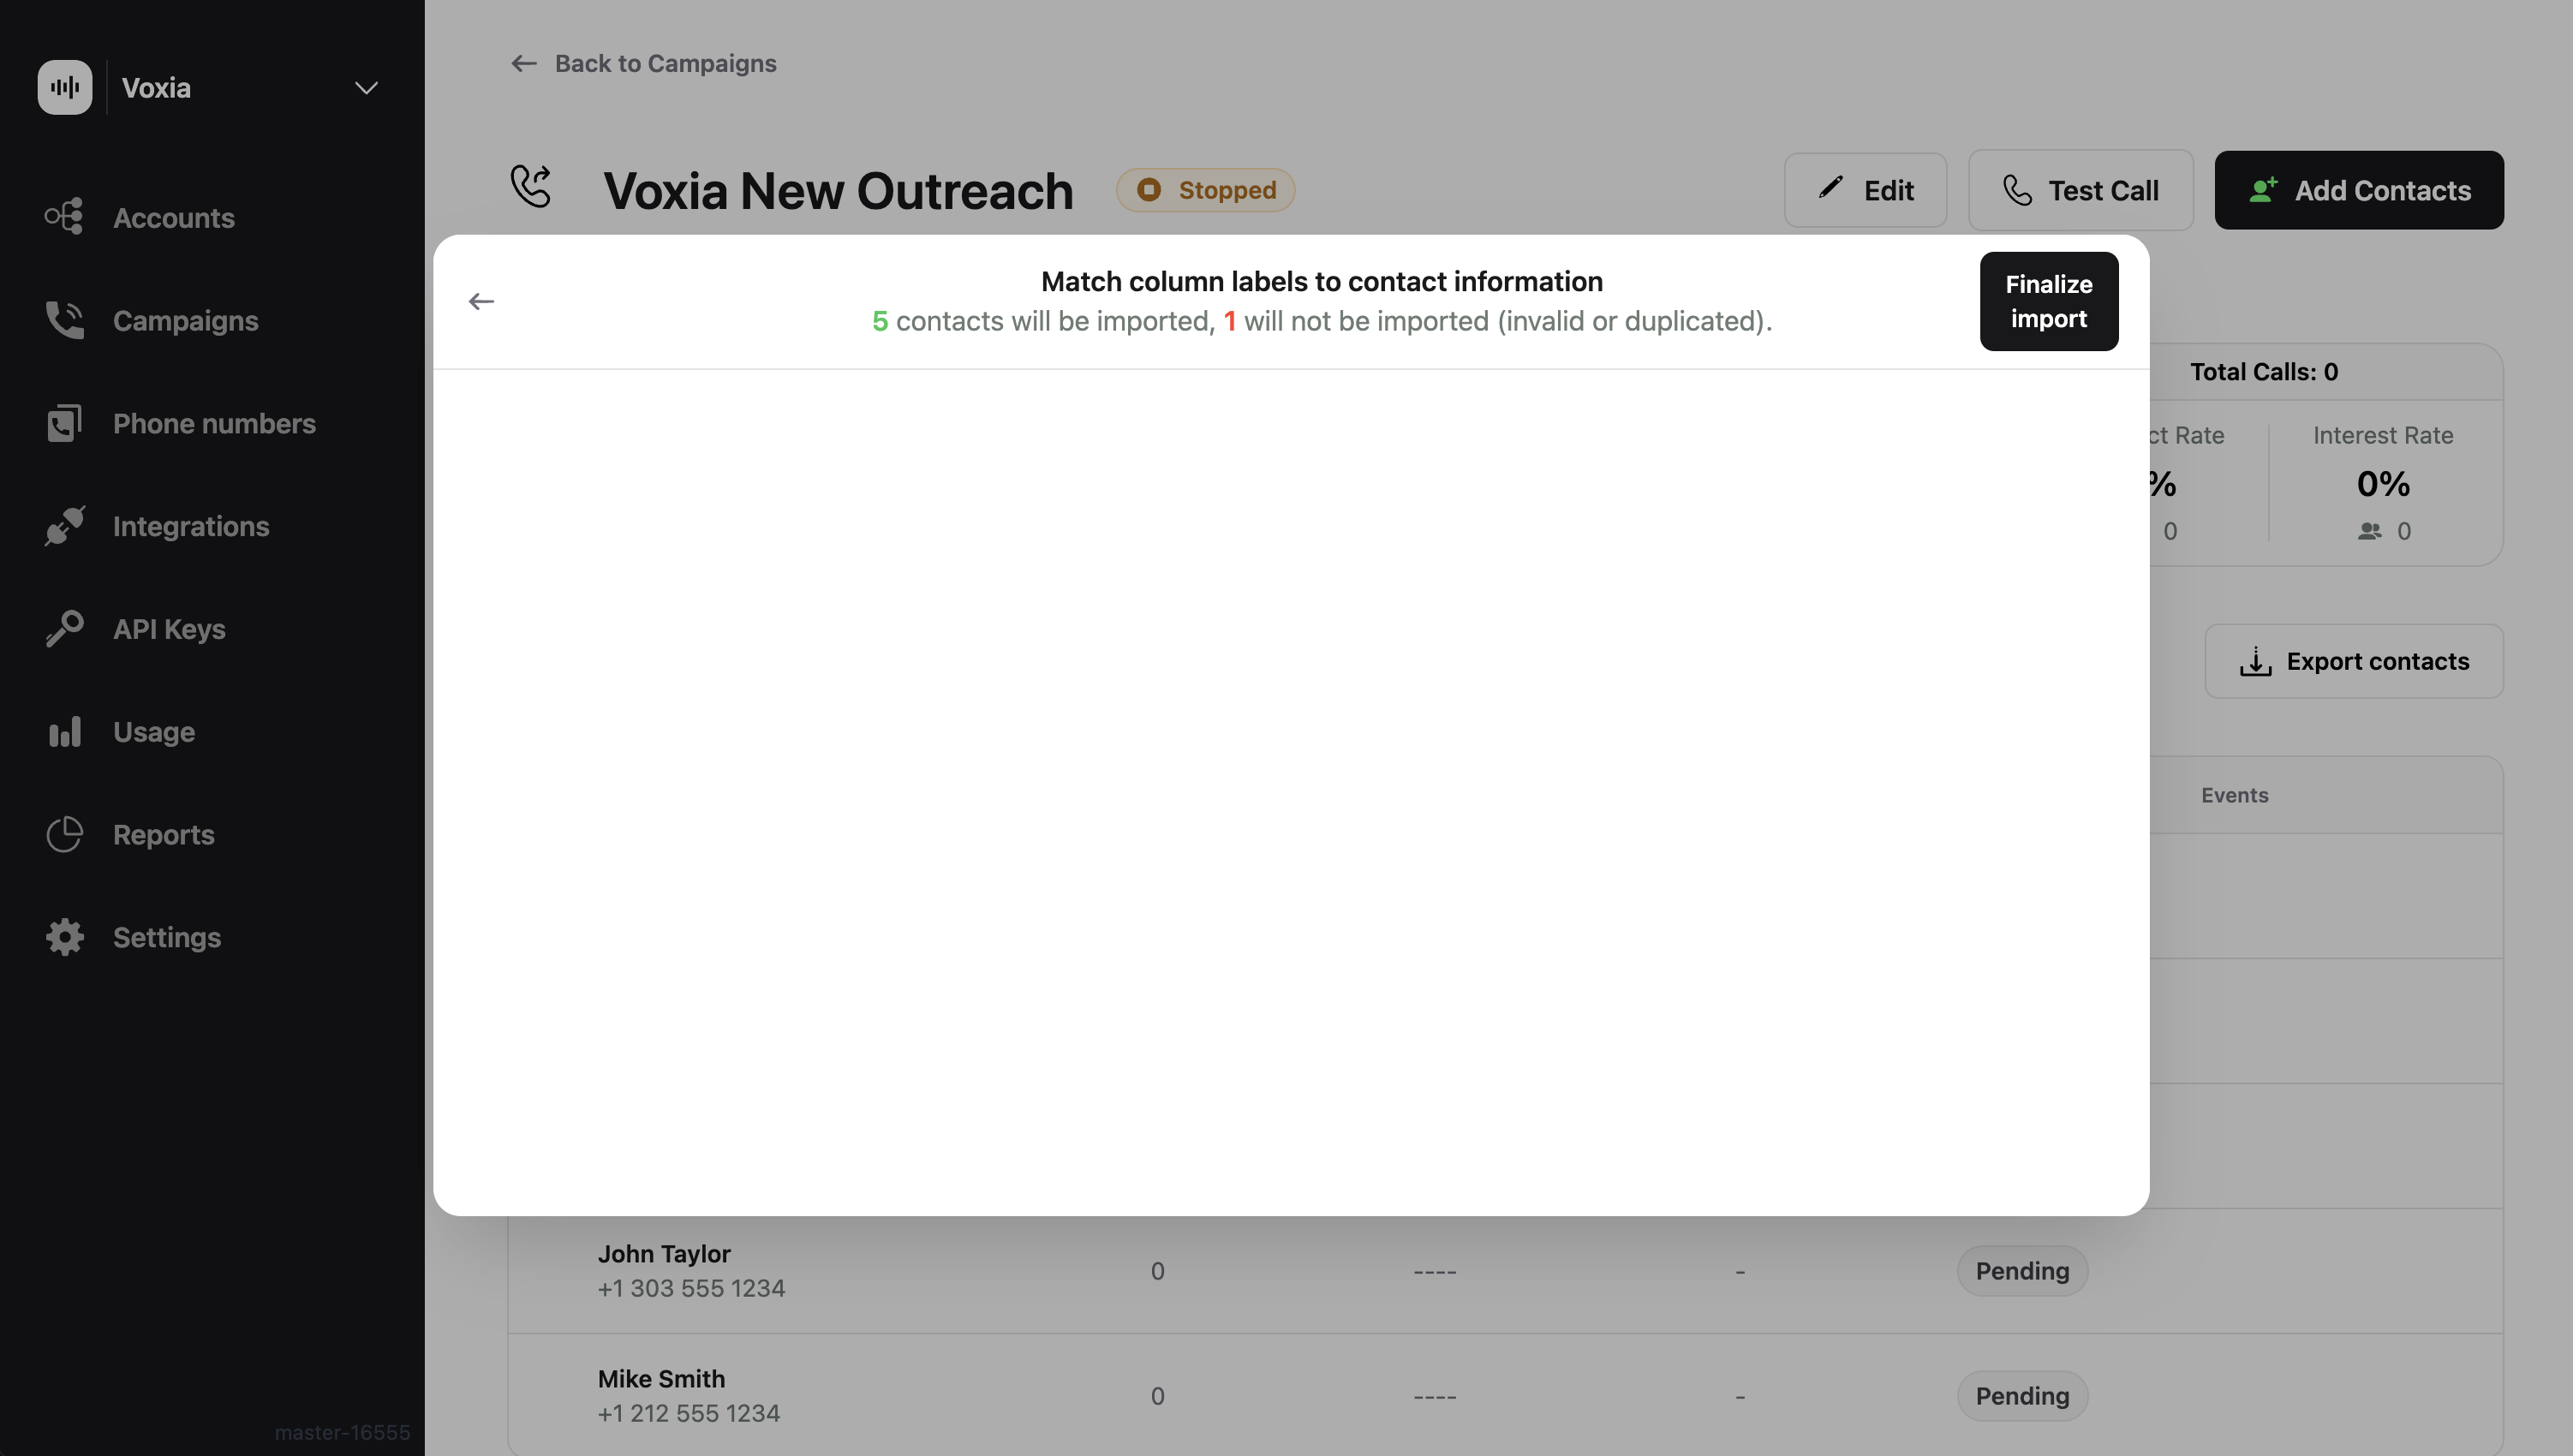 Voxia
Accounts
Campaigns
Phone numbers
Integrations
API Keys
Usage
Reports
Settings
master-16555
Back to Campaigns
Voxia New Outreach
Stopped
Edit
Test Call
Add Contacts
Match column labels to contact information
5 contacts will be imported, 1 will not be imported (invalid or duplicated).
Finalize
import
Total Calls: 0
ct Rate
Interest Rate
%
0%
0
0
Export contacts
Events
John Taylor
+1 303 555 1234
0
----
-
Pending
Mike Smith
+1 212 555 1234
0
----
-
Pending